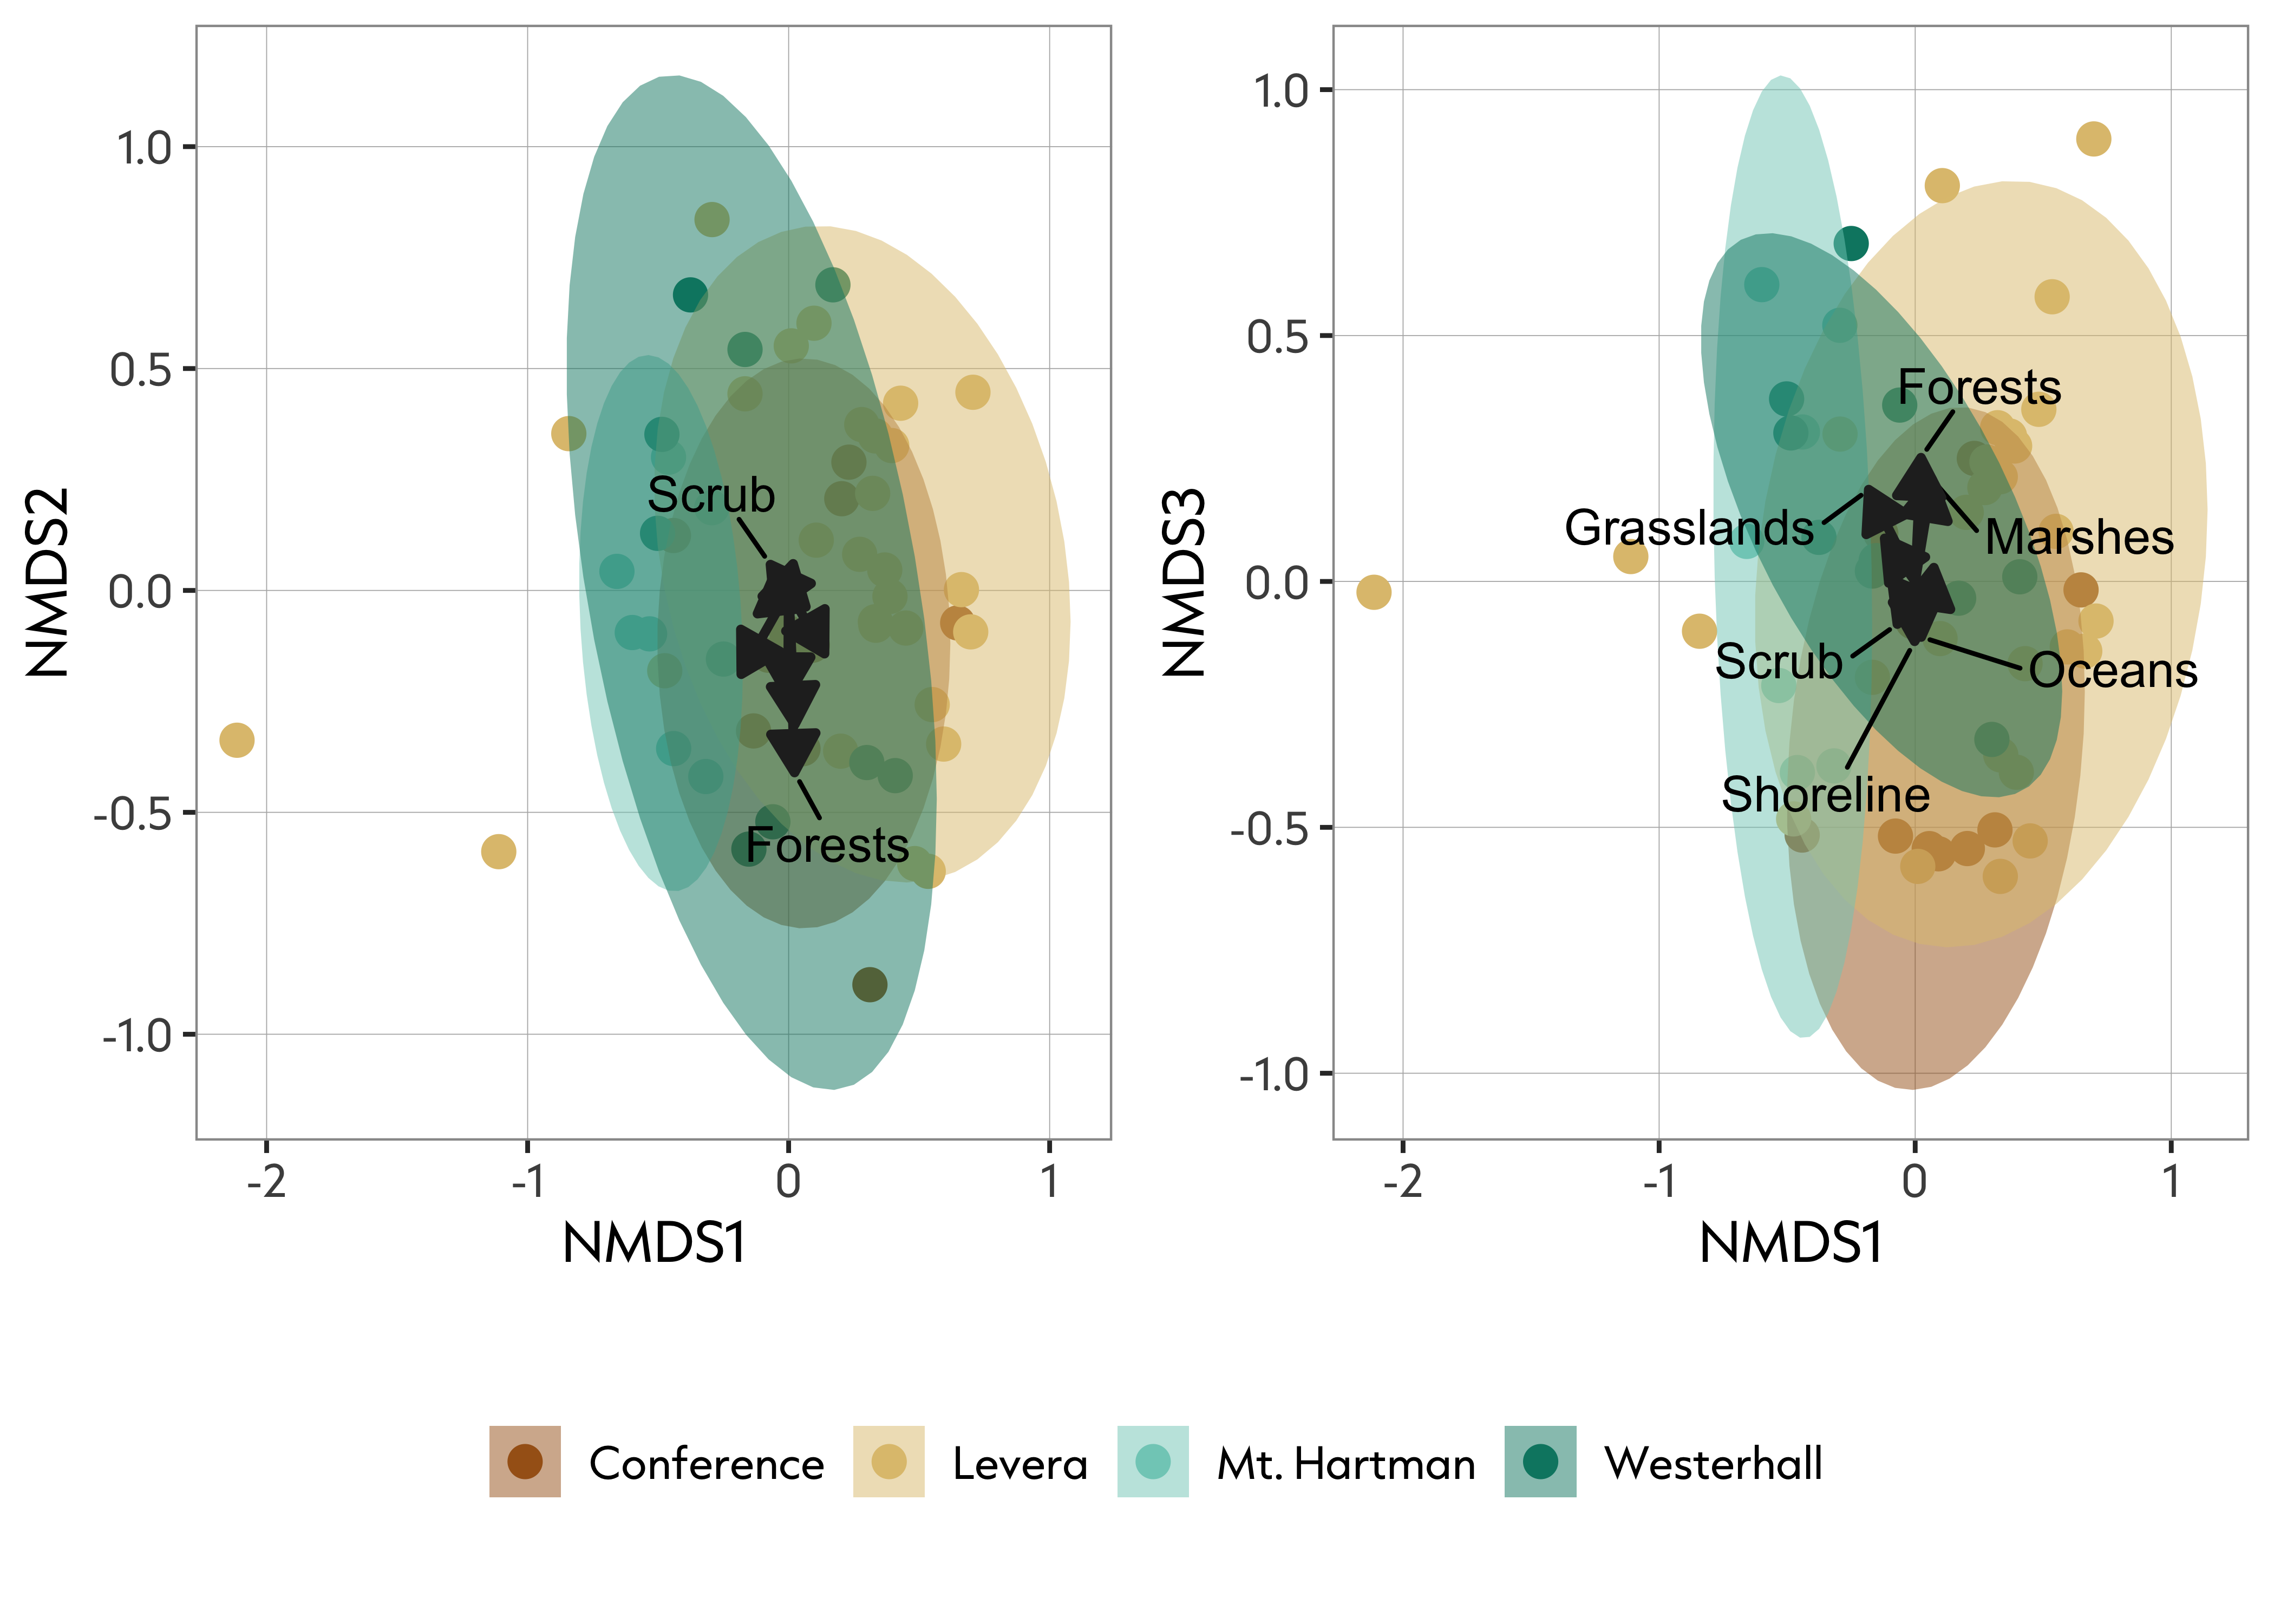 NMDS2
1.0
0.5
0.0
-0.5
-1.0
Scrub
Forests
-2 -1 0 1
NMDS1
NMDS3
1.0
0.5
0.0
-0.5
-1.0
Forests
Grasslands
Marshes
Scrub
Oceans
Shoreline
-2 -1 0 1
NMDS1
Conference Levera Mt. Hartman Westerhall